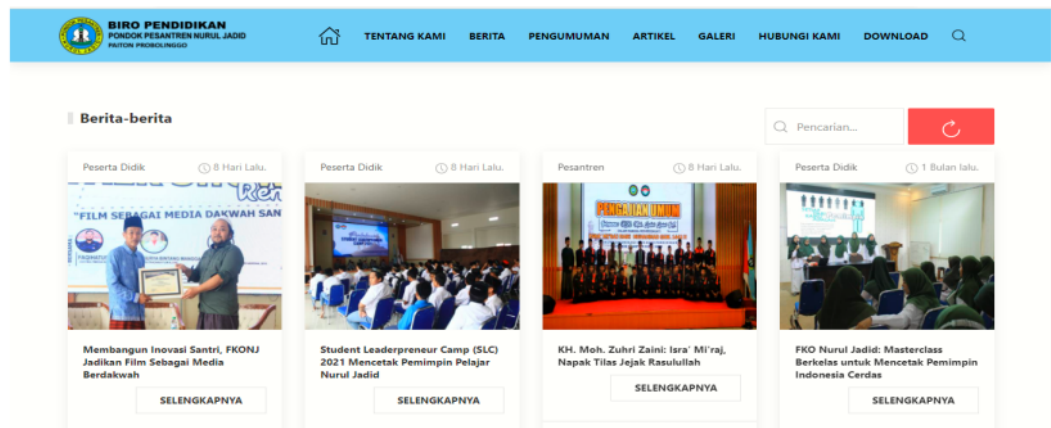 BIRO PENDIDIKAN
PONDOK PESANTREN NURUL JADID
PAITON PROBOLINGGO
TENTANG KAMI BERITA PENGUMUMAN ARTIKEL GALERI HUBUNGI KAMI DOWNLOAD
Berita-berita
Pencarian...
Peserta Didik 8 Hari Lalu.
"FILM SEBAGAI MEDIA DAKWAH SAN
Membangun Inovasi Santri, FKONJ
Jadikan Film Sebagai Media
Berdakwah
SELENGKAPNYA
Peserta Didik 8 Hari Lalu.
Student Leaderpreneur Camp (SLC)
2021 Mencetak Pemimpin Pelajar
Nurul Jadid
SELENGKAPNYA
Pesantren 8 Hari Lalu.
PENGAJIAN UMUM
KH. Moh. Zuhri Zaini: Isra' Mi'raj,
Napak Tilas Jejak Rasulullah
SELENGKAPNYA
Peserta Didik 1 Bulan lalu.
FKO Nurul Jadid: Masterclass
Berkelas untuk Mencetak Pemimpin
Indonesia Cerdas
SELENGKAPNYA